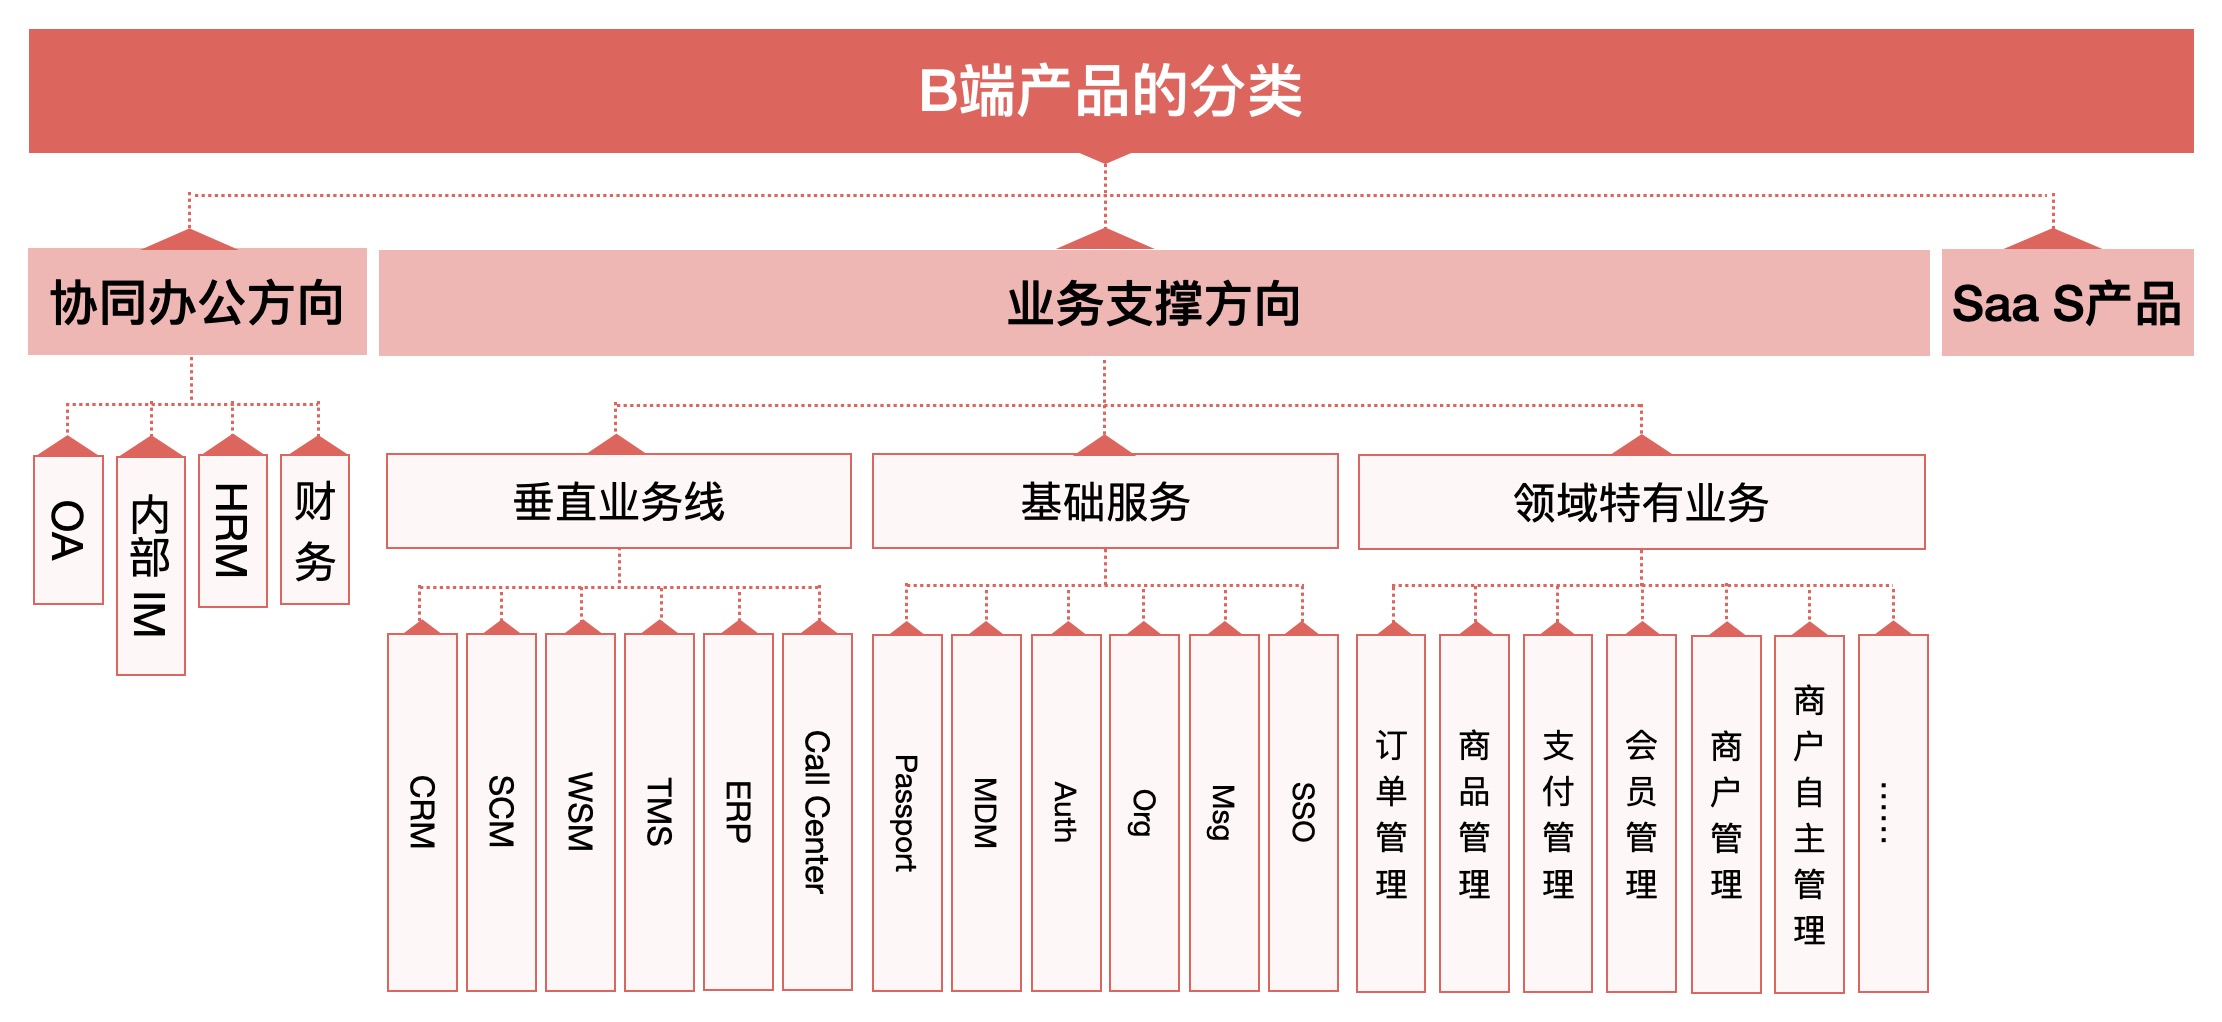 B端产品的分类
协同办公方向
业务支撑方向
Saa S产品
OA
内部 IM
HRM
财务
垂直业务线
基础服务
领域特有业务
CRM
SCM
WSM
TMS
ERP
Call Center
Passport
MDM
Auth
Org
Msg
SSO
订单管理
商品管理
支付管理
会员管理
商户管理
商户自主管理
……